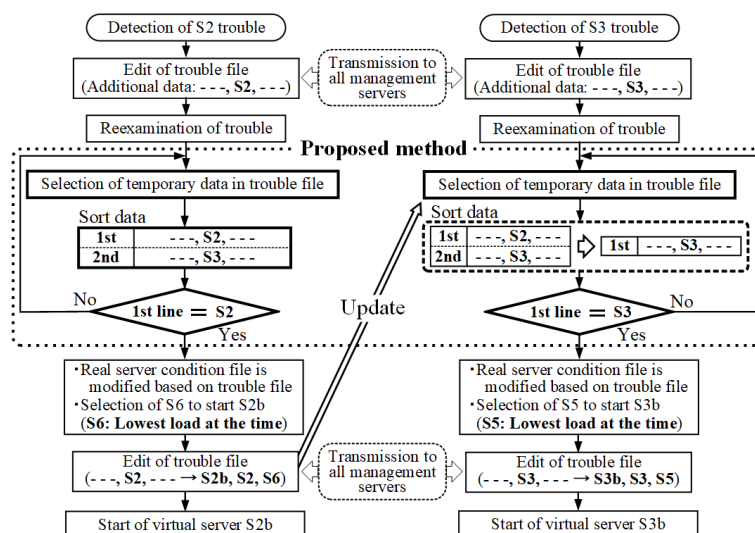 Detection of S2 trouble
Edit of trouble file
(Additional data: - - -, S2, - - -)
Reexamination of trouble
Transmission to
all management
servers
Detection of S3 trouble
Edit of trouble file
(Additional data: - - -, S3, - - -)
Reexamination of trouble
Proposed method
Selection of temporary data in trouble file
Sort data
1st - - -, S2, - - -
2nd - - -, S3, - - -
No
1st line = S2
Yes
Update
Selection of temporary data in trouble file
Sort data
1st - - -, S2, - - -
2nd - - -, S3, - - -
1st - - -, S3, - - -
1st line = S3
No
Yes
・Real server condition file is
modified based on trouble file
・Selection of S6 to start S2b
(S6: Lowest load at the time)
Edit of trouble file
(- - -, S2, - - - → S2b, S2, S6)
Start of virtual server S2b
Transmission to
all management
servers
・Real server condition file is
modified based on trouble file
・Selection of S5 to start S3b
(S5: Lowest load at the time)
Edit of trouble file
(- - -, S3, - - - → S3b, S3, S5)
Start of virtual server S3b